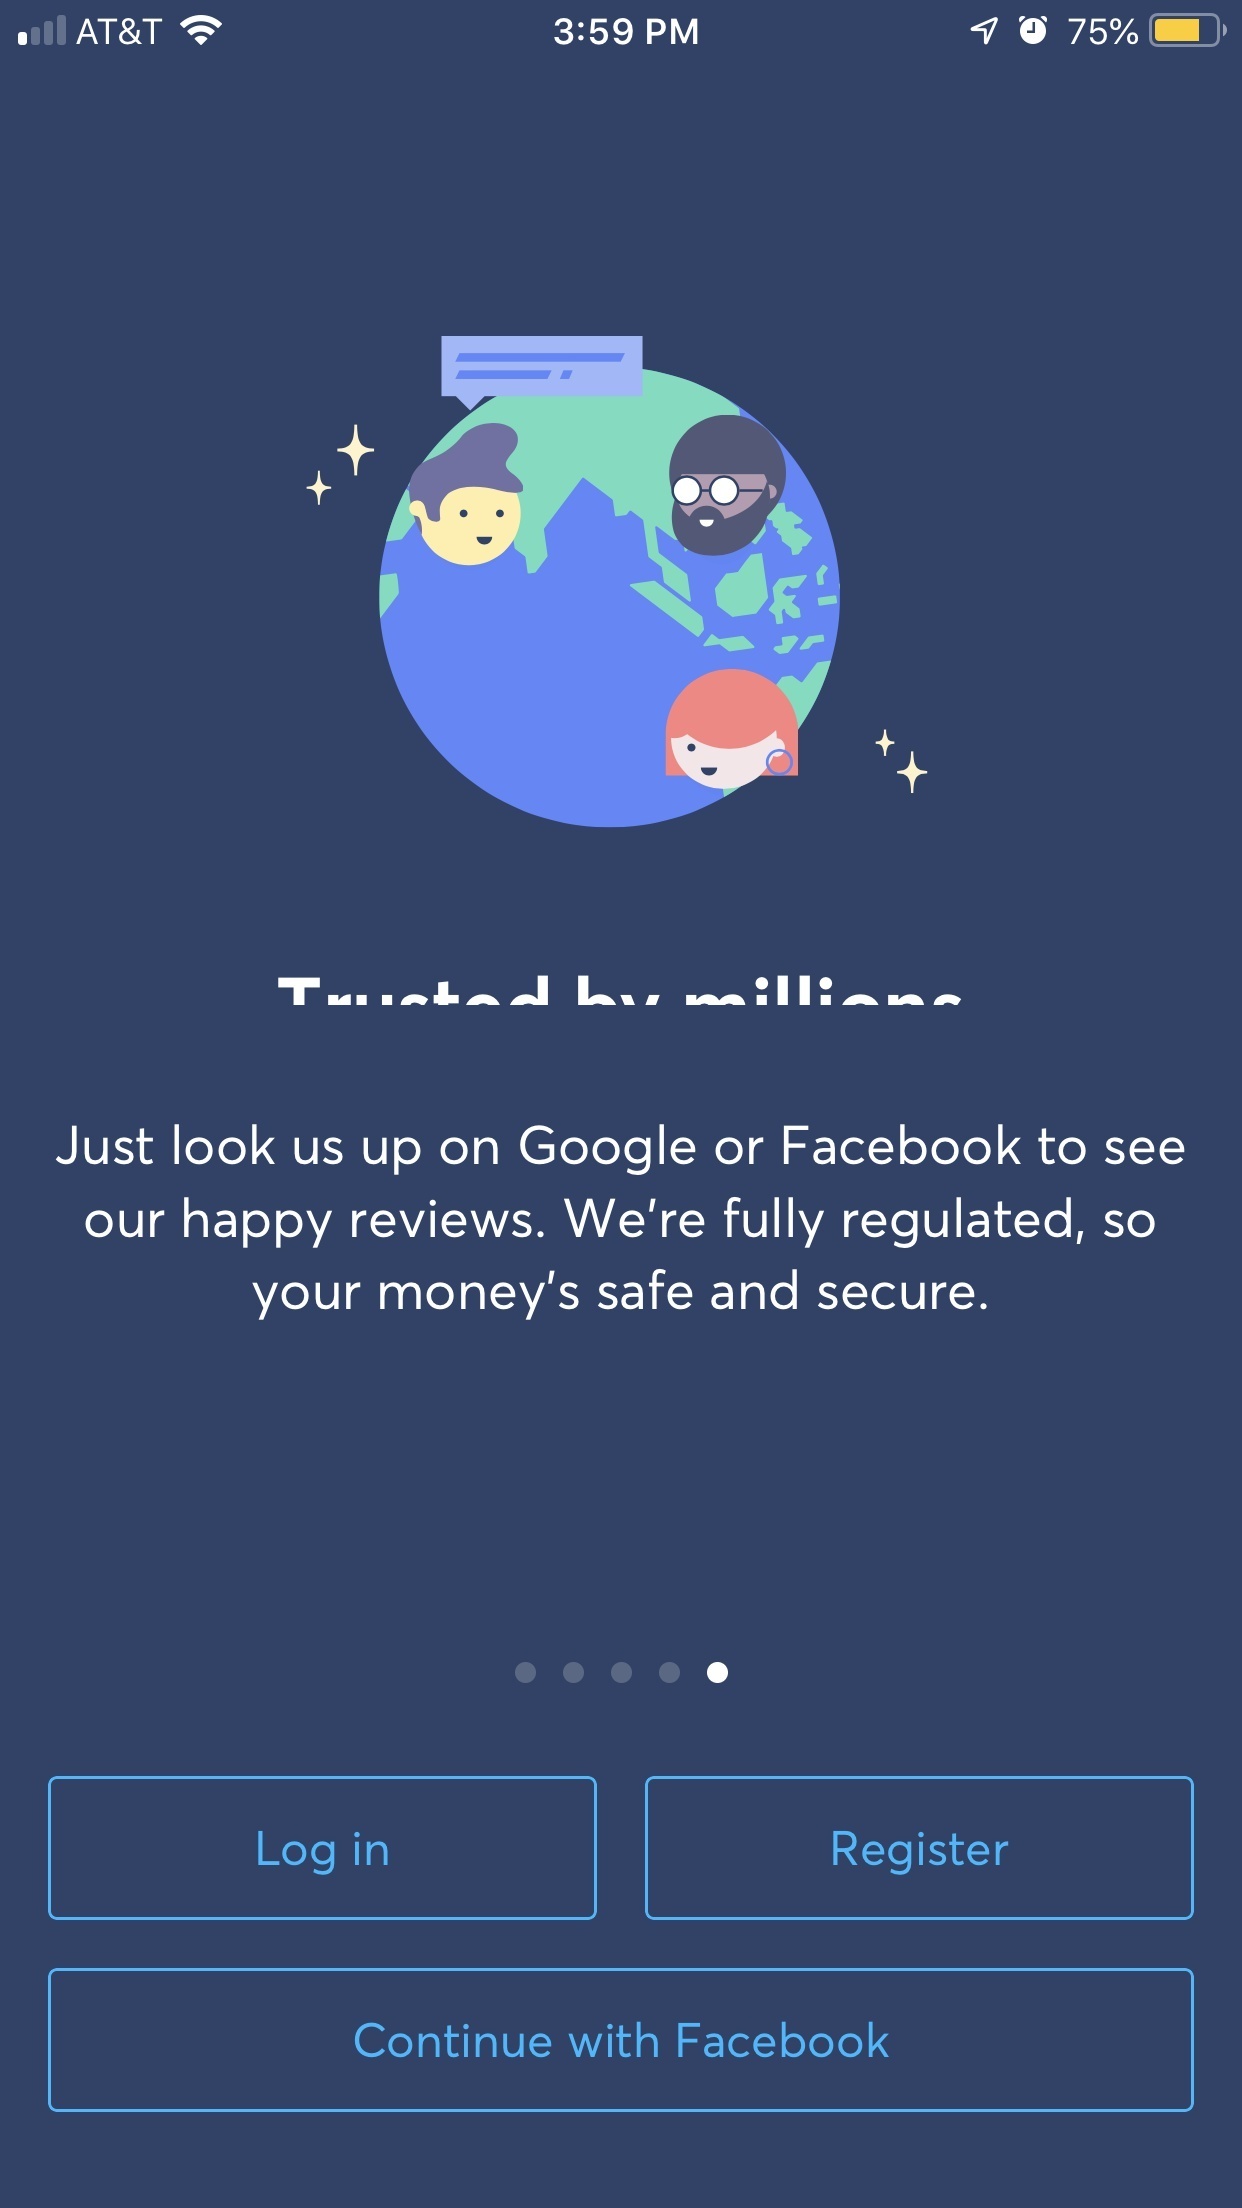 AT&T 3:59 PM 75%
Trusted by millions
Just look us up on Google or Facebook to see
our happy reviews. We're fully regulated, so
your money's safe and secure.
Log in Register
Continue with Facebook